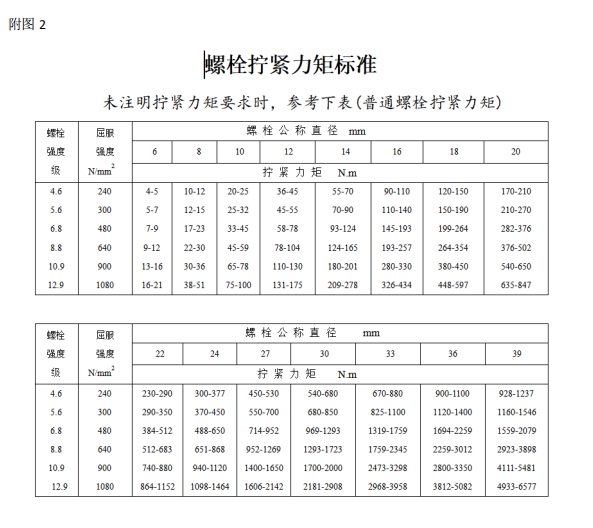 附图 2
螺栓拧紧力矩标准
未注明拧紧力矩要求时，参考下表(普通螺栓拧紧力矩)
螺栓强度级 屈服强度 N/mm² 螺 栓 公 称 直 径 mm
6 8 10 12 14 16 18 20
拧 紧 力 矩 N.m
4.6 240 4-5 10-12 20-25 36-45 55-70 90-110 120-150 170-210
5.6 300 5-7 12-15 25-32 45-55 70-90 110-140 150-190 210-270
6.8 480 7-9 17-23 33-45 58-78 93-124 145-193 199-264 282-376
8.8 640 9-12 22-30 45-59 78-104 124-165 193-257 264-354 376-502
10.9 900 13-16 30-36 65-78 110-130 180-201 280-330 380-450 540-650
12.9 1080 16-21 38-51 75-100 131-175 209-278 326-434 448-597 635-847
螺栓强度级 屈服强度 N/mm² 螺 栓 公 称 直 径 mm
22 24 27 30 33 36 39
拧 紧 力 矩 N.m
4.6 240 230-290 300-377 450-530 540-680 670-880 900-1100 928-1237
5.6 300 290-350 370-450 550-700 680-850 825-1100 1120-1400 1160-1546
6.8 480 384-512 488-650 714-952 969-1293 1319-1759 1694-2259 1559-2079
8.8 640 512-683 651-868 952-1269 1293-1723 1759-2345 2259-3012 2923-3898
10.9 900 740-880 940-1120 1400-1650 1700-2000 2473-3298 2800-3350 4111-5481
12.9 1080 864-1152 1098-1464 1606-2142 2181-2908 2968-3958 3812-5082 4933-6577